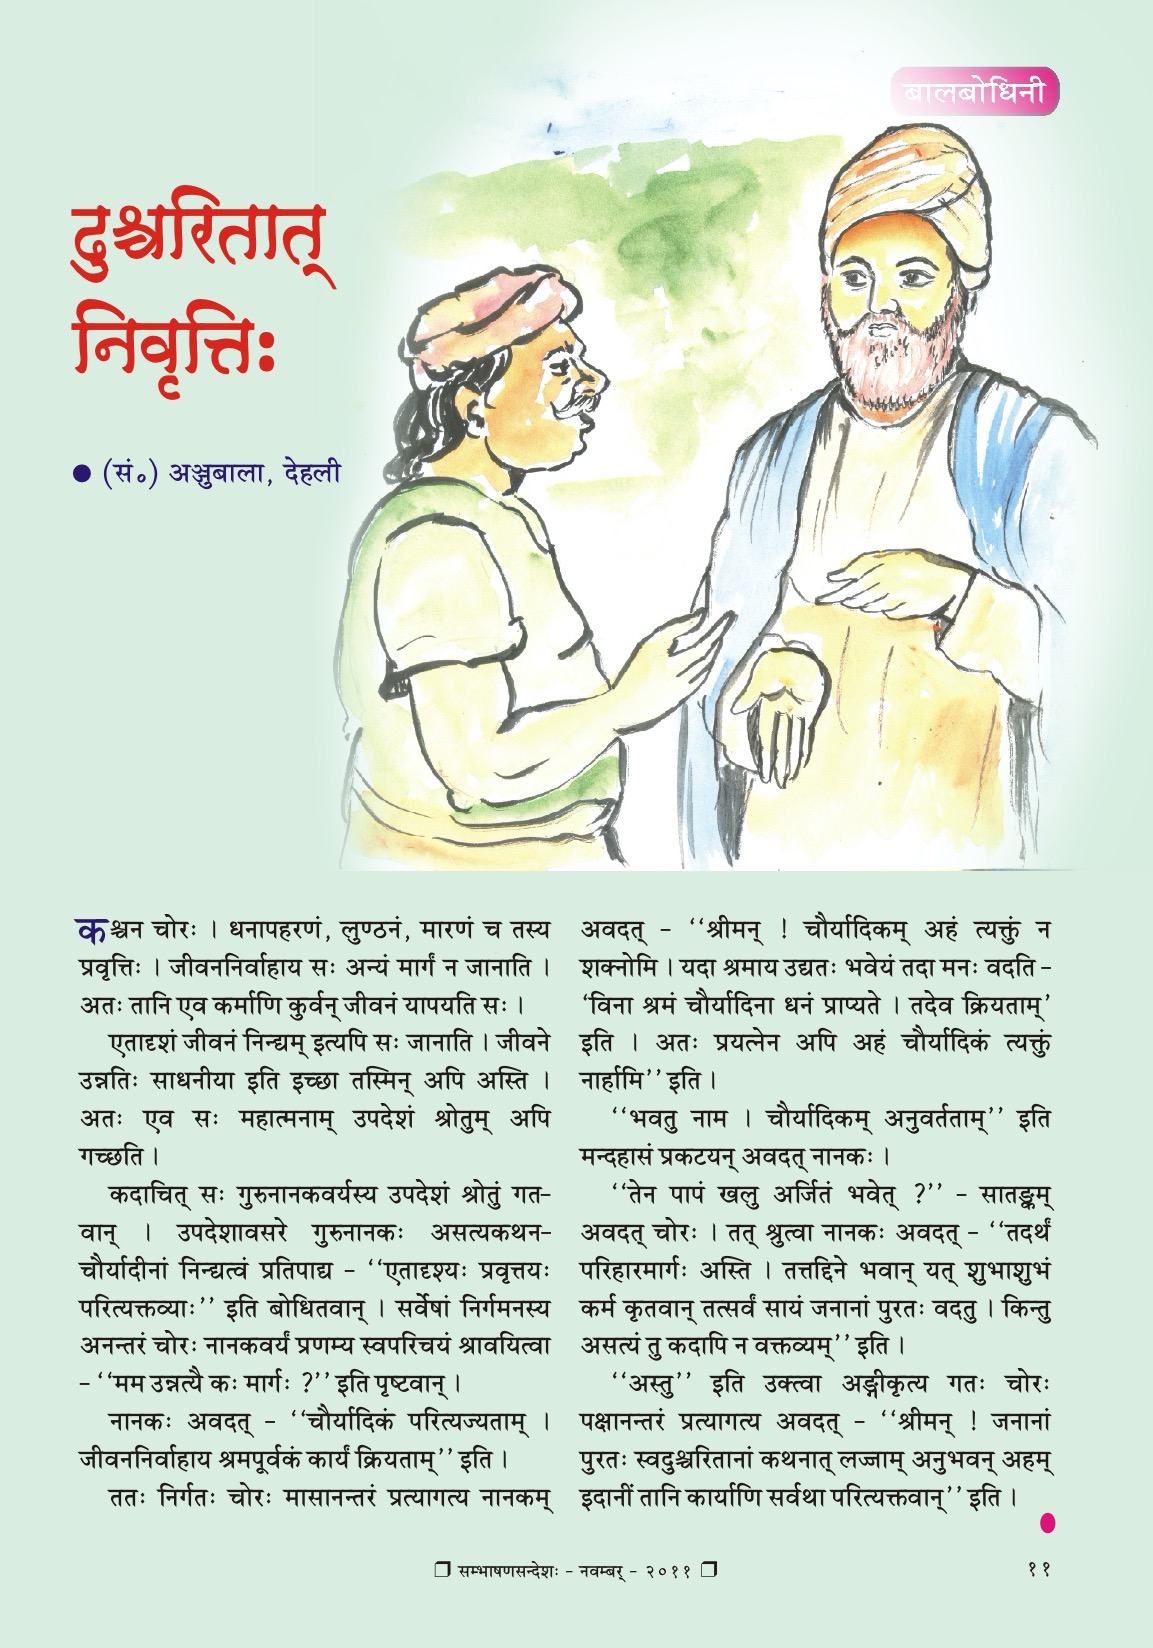 बालबोधिनी
दुश्चरितात्
निवृत्तिः
● (सं॰) अञ्जुबाला, देहली
कश्चन चोरः । धनापहरणं, लुण्ठनं, मारणं च तस्य
प्रवृत्तिः । जीवननिर्वाहाय सः अन्यं मार्गं न जानाति ।
अतः तानि एव कर्माणि कुर्वन् जीवनं यापयति सः ।
एतादृशं जीवनं निन्द्यम् इत्यपि सः जानाति । जीवने
उन्नतिः साधनीया इति इच्छा तस्मिन् अपि अस्ति ।
अतः एव सः महात्मनाम् उपदेशं श्रोतुम् अपि
गच्छति ।
कदाचित् सः गुरुनानकवर्यस्य उपदेशं श्रोतुं गत-
वान् । उपदेशावसरे गुरुनानकः असत्यकथन-
चौर्यादीनां निन्द्यत्वं प्रतिपाद्य - ‘‘एतादृश्यः प्रवृत्तयः
परित्यक्तव्याः’’ इति बोधितवान् । सर्वेषां निर्गमनस्य
अनन्तरं चोरः नानकवर्यं प्रणम्य स्वपरिचयं श्रावयित्वा
- ‘‘मम उन्नत्यै कः मार्गः ?’’ इति पृष्टवान् ।
नानकः अवदत् - ‘‘चौर्यादिकं परित्यज्यताम् ।
जीवननिर्वाहाय श्रमपूर्वकं कार्यं क्रियताम्’’ इति ।
ततः निर्गतः चोरः मासानन्तरं प्रत्यागत्य नानकम्
अवदत् - ‘‘श्रीमन् ! चौर्यादिकम् अहं त्यक्तुं न
शक्नोमि । यदा श्रमाय उद्यतः भवेयं तदा मनः वदति -
‘विना श्रमं चौर्यादिना धनं प्राप्यते । तदेव क्रियताम्’
इति । अतः प्रयत्नेन अपि अहं चौर्यादिकं त्यक्तुं
नार्हामि’’ इति ।
‘‘भवतु नाम । चौर्यादिकम् अनुवर्तताम्’’ इति
मन्दहासं प्रकटयन् अवदत् नानकः ।
‘‘तेन पापं खलु अर्जितं भवेत् ?’’ - सातङ्कम्
अवदत् चोरः । तत् श्रुत्वा नानकः अवदत् - ‘‘तदर्थं
परिहारमार्गः अस्ति । तत्तद्दिने भवान् यत् शुभाशुभं
कर्म कृतवान् तत्सर्वं सायं जनानां पुरतः वदतु । किन्तु
असत्यं तु कदापि न वक्तव्यम्’’ इति ।
‘‘अस्तु’’ इति उक्त्वा अङ्गीकृत्य गतः चोरः
पक्षानन्तरं प्रत्यागत्य अवदत् - ‘‘श्रीमन् ! जनानां
पुरतः स्वदुश्चरितानां कथनात् लज्जाम् अनुभवन् अहम्
इदानीं तानि कार्याणि सर्वथा परित्यक्तवान्’’ इति ।
❐ सम्भाषणसन्देशः - नवम्बर् - २०११ ❐
११